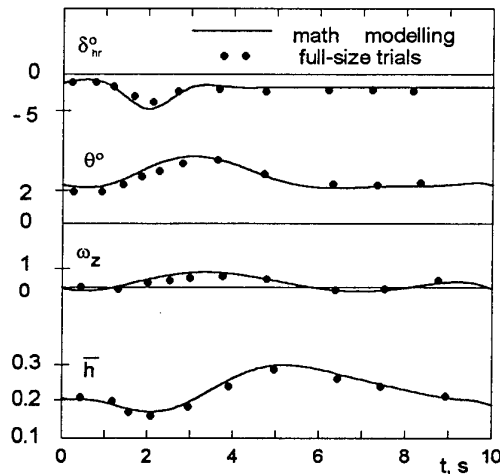 δ°hr
math modelling
full-size trials
0
-5
θ°
2
0
ωz
1
0
h̅
0.3
0.2
0.1
0 2 4 6 8 10
t, s